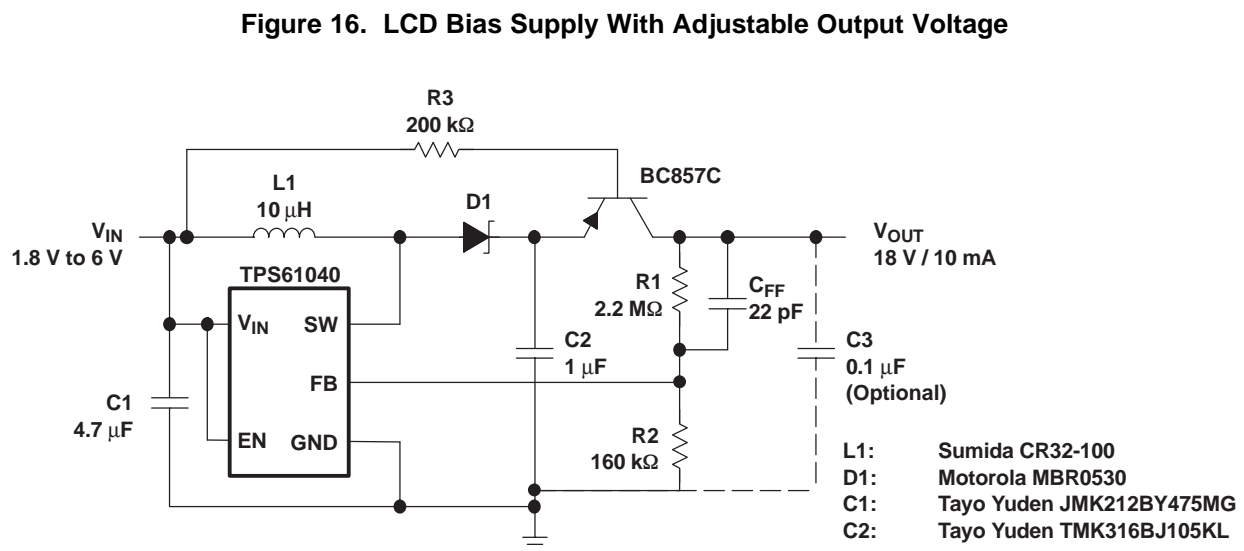 Figure 16. LCD Bias Supply With Adjustable Output Voltage
R3
200 kΩ
BC857C
L1
10 μH
D1
VIN
1.8 V to 6 V
VOUT
18 V / 10 mA
TPS61040
VIN
SW
R1
2.2 MΩ
CFF
22 pF
C2
1 μF
C3
0.1 μF
(Optional)
FB
C1
4.7 μF
EN
GND
R2
160 kΩ
L1: Sumida CR32-100
D1: Motorola MBR0530
C1: Tayo Yuden JMK212BY475MG
C2: Tayo Yuden TMK316BJ105KL